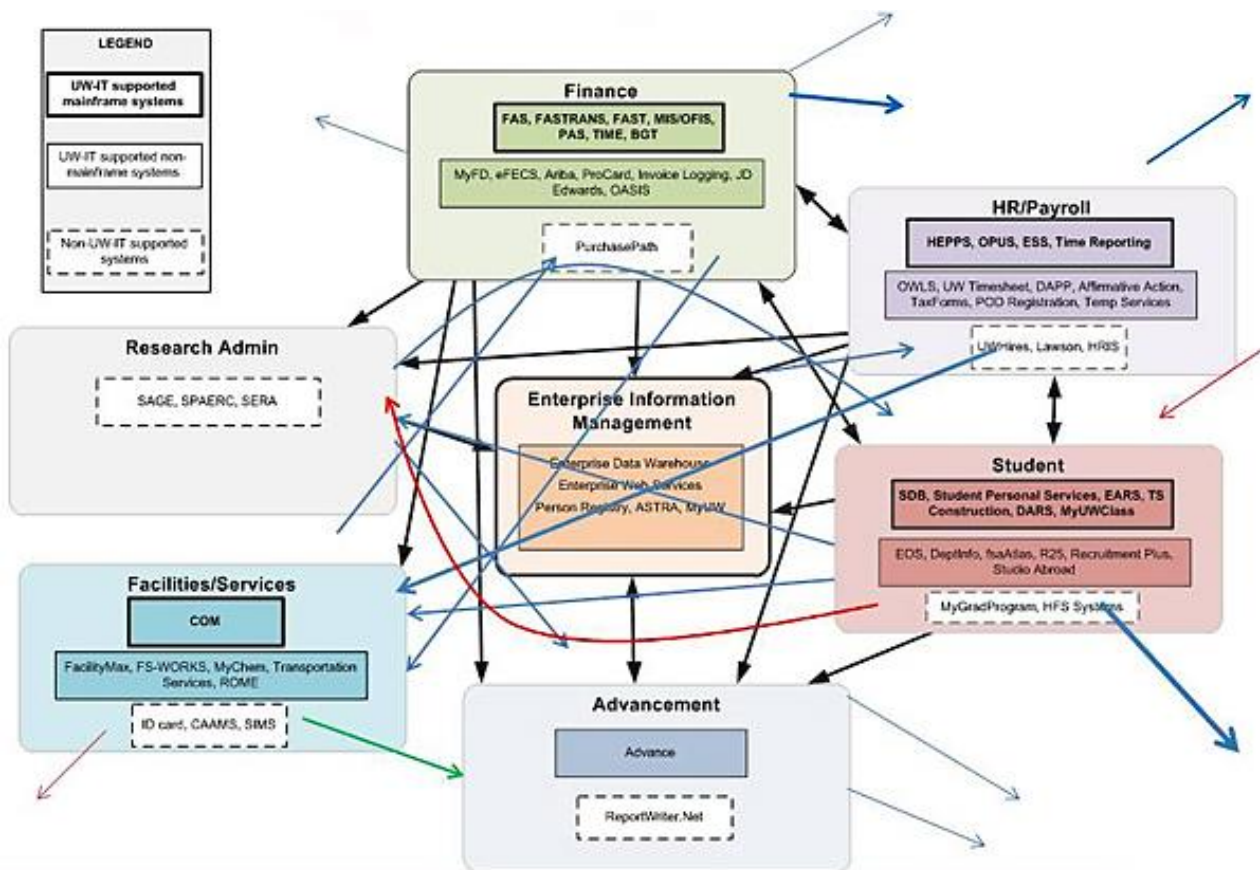 LEGEND
UW-IT supported
mainframe systems
UW-IT supported non-
mainframe systems
Non-UW-IT supported
systems
Finance
FAS, FASTRANS, FAST, MIS/OFIS,
PAS, TIME, BGT
MyFD, eFECS, Ariba, ProCard, Invoice Logging, JD
Edwards, OASIS
PurchasePath
HR/Payroll
HEPPS, OPUS, ESS, Time Reporting
OWLS, UW Timesheet, DAPP, Affirmative Action,
TaxForms, POD Registration, Temp Services
UWHires, Lawson, HRIS
Research Admin
SAGE, SPAERC, SERA
Enterprise Information
Management
Enterprise Data Warehouse
Enterprise Web Services
Person Registry, ASTRA, MyUW
Student
SDB, Student Personal Services, EARS, TS
Construction, DARS, MyUWClass
EOS, DeptInfo, fsaAtlas, R25, Recruitment Plus,
Studio Abroad
MyGradProgram, HFS Systems
Facilities/Services
COM
FacilityMax, FS-WORKS, MyChem, Transportation
Services, ROME
ID card, CAAMS, SIMS
Advancement
Advance
ReportWriter.Net